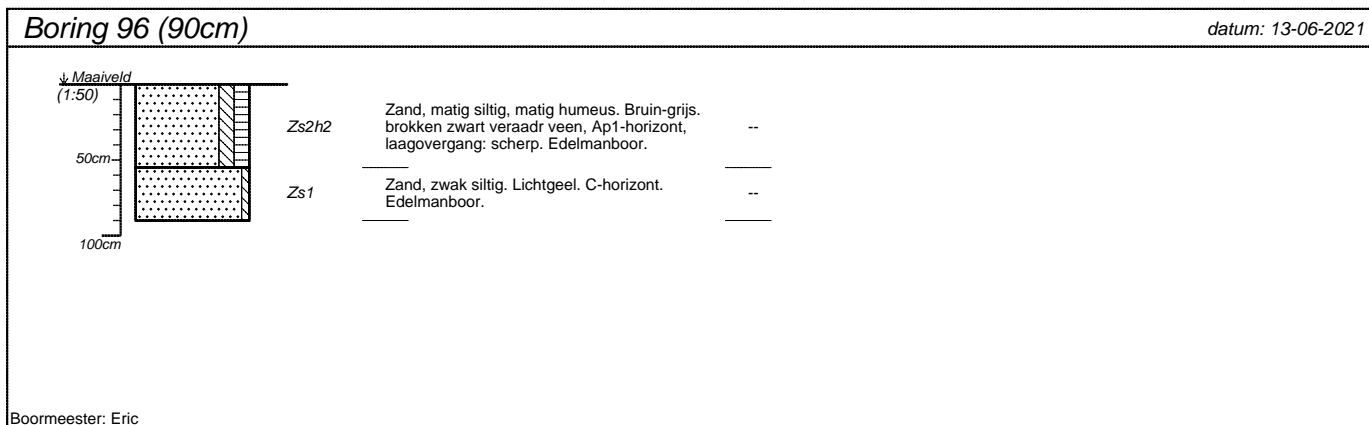 Boring 96 (90cm)
datum: 13-06-2021
Maaiveld
(1:50)
Zs2h2
Zand, matig siltig, matig humeus. Bruin-grijs.
brokken zwart veraadr veen, Ap1-horizont,
laagovergang: scherp. Edelmanboor.
--
50cm
Zs1
Zand, zwak siltig. Lichtgeel. C-horizont.
Edelmanboor.
--
100cm
Boormeester: Eric